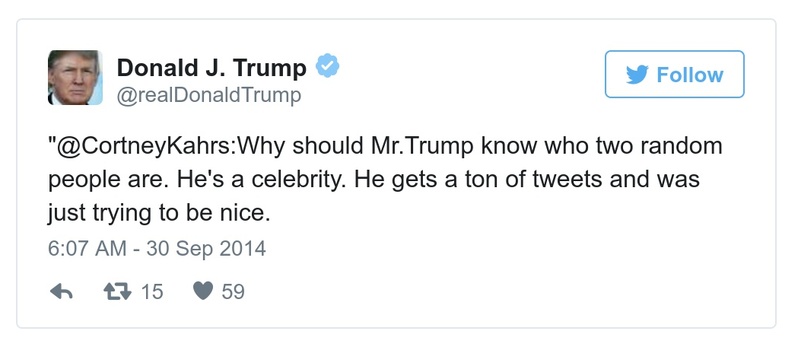 Donald J. Trump
@realDonaldTrump
Follow
"@CortneyKahrs:Why should Mr.Trump know who two random
people are. He's a celebrity. He gets a ton of tweets and was
just trying to be nice.
6:07 AM - 30 Sep 2014
15 59